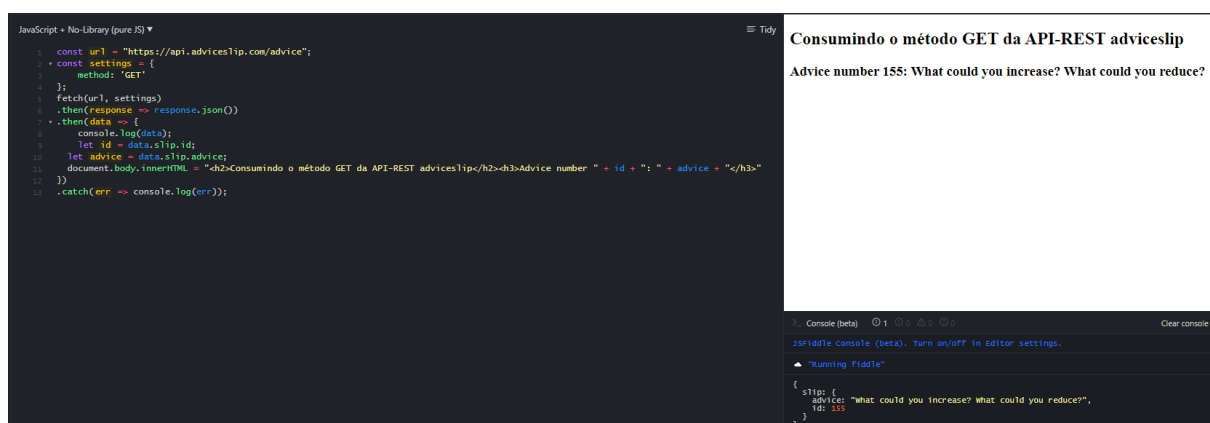 JavaScript + No-Library (pure JS) ▼
≡ Tidy
1 const url = "https://api.adviceslip.com/advice";
2 ▾ const settings = {
3 method: 'GET'
4 };
5 fetch(url, settings)
6 .then(response => response.json())
7 ▾ .then(data => {
8 console.log(data);
9 let id = data.slip.id;
10 let advice = data.slip.advice;
11 document.body.innerHTML = "<h2>Consumindo o método GET da API-REST adviceslip</h2><h3>Advice number " + id + ": " + advice + "</h3>"
12 })
13 .catch(err => console.log(err));
Consumindo o método GET da API-REST adviceslip
Advice number 155: What could you increase? What could you reduce?
>_ Console (beta) 1 0 0 0 Clear console
JSFiddle Console (beta). Turn on/off in Editor settings.
"Running fiddle"
{
slip: {
advice: "What could you increase? What could you reduce?",
id: 155
}
}